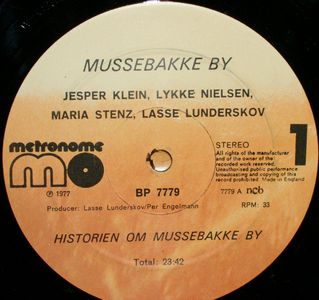 MUSSEBAKKE BY
JESPER KLEIN, LYKKE NIELSEN,
MARIA STENZ, LASSE LUNDERSKOV
metronome
mo
℗ 1977
BP 7779
STEREO
1
All rights of the manufacturer
and of the owner of the
recorded work reserved.
Unauthorised public performance
broadcasting and copying of this
record prohibited. Made in England
7779 A ncb
Producer: Lasse Lunderskov/Per Engelmann
RPM: 33
HISTORIEN OM MUSSEBAKKE BY
Total: 23:42